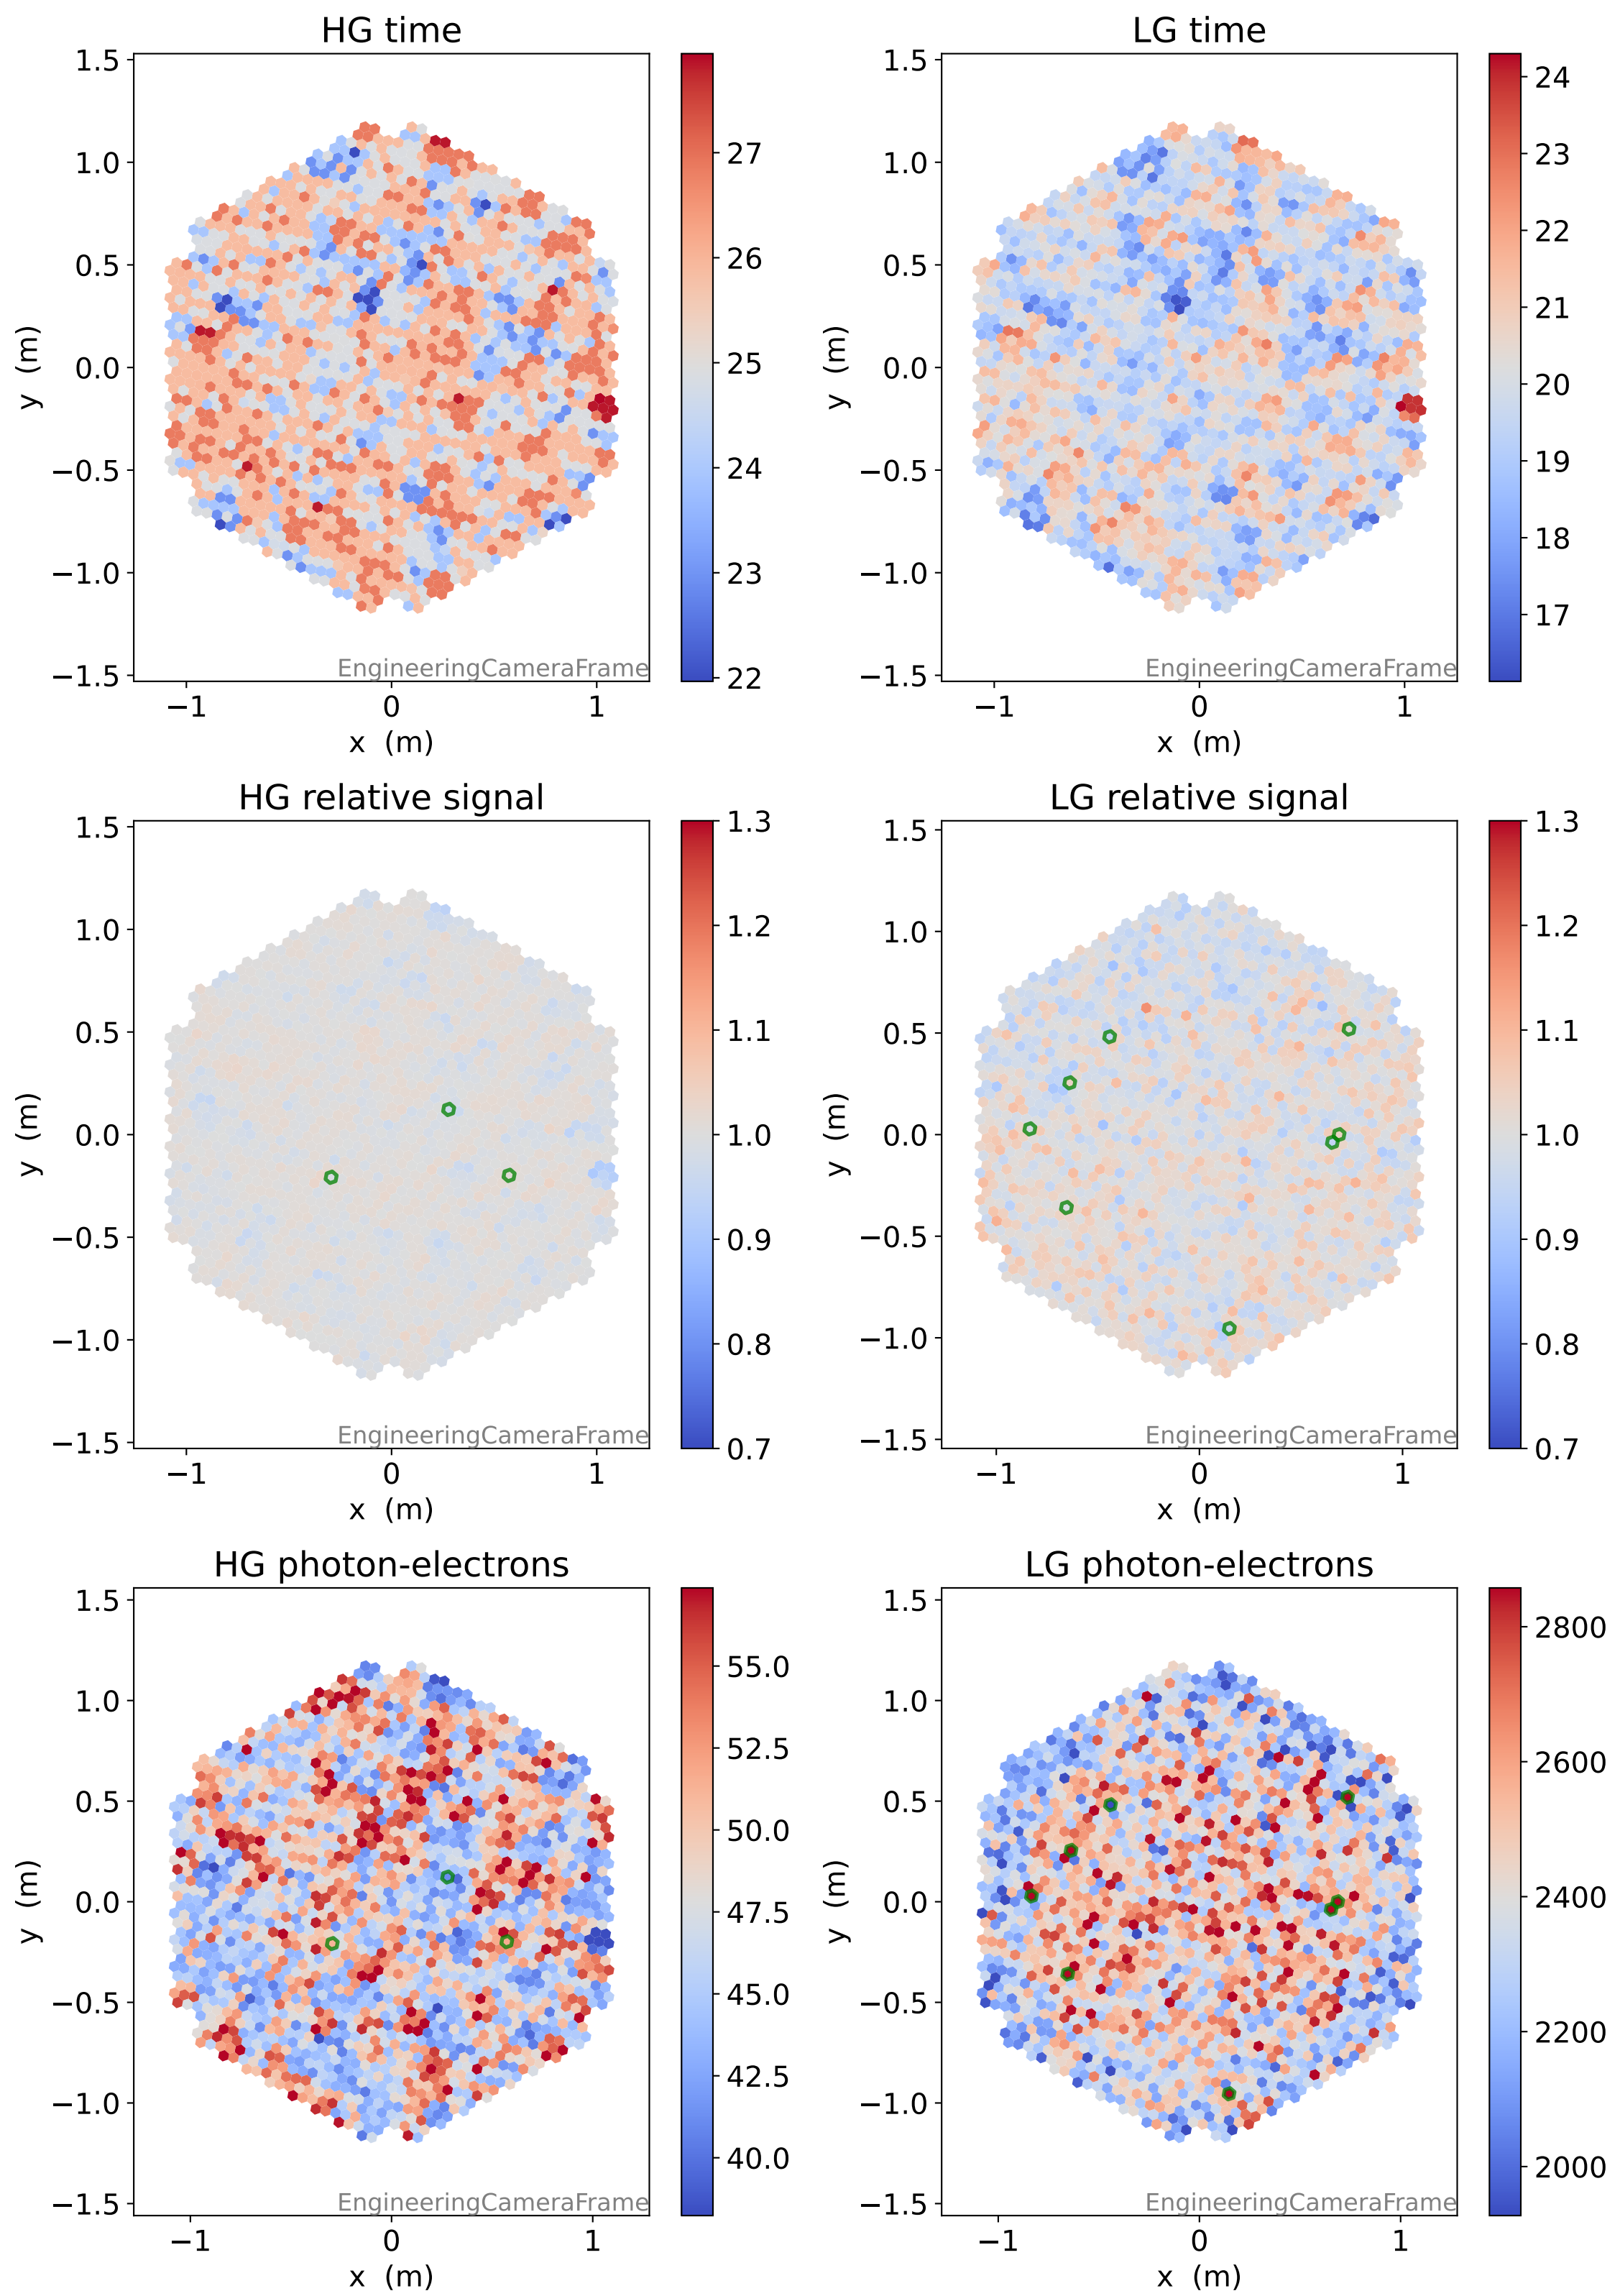 HG time
1.5
1.0
0.5
0.0
−0.5
−1.0
−1.5
y (m)
−1 0 1
x (m)
EngineeringCameraFrame
27
26
25
24
23
22
LG time
1.5
1.0
0.5
0.0
−0.5
−1.0
−1.5
y (m)
−1 0 1
x (m)
EngineeringCameraFrame
24
23
22
21
20
19
18
17
HG relative signal
1.5
1.0
0.5
0.0
−0.5
−1.0
−1.5
y (m)
−1 0 1
x (m)
EngineeringCameraFrame
1.3
1.2
1.1
1.0
0.9
0.8
0.7
LG relative signal
1.5
1.0
0.5
0.0
−0.5
−1.0
−1.5
y (m)
−1 0 1
x (m)
EngineeringCameraFrame
1.3
1.2
1.1
1.0
0.9
0.8
0.7
HG photon-electrons
1.5
1.0
0.5
0.0
−0.5
−1.0
−1.5
y (m)
−1 0 1
x (m)
EngineeringCameraFrame
55.0
52.5
50.0
47.5
45.0
42.5
40.0
LG photon-electrons
1.5
1.0
0.5
0.0
−0.5
−1.0
−1.5
y (m)
−1 0 1
x (m)
EngineeringCameraFrame
2800
2600
2400
2200
2000